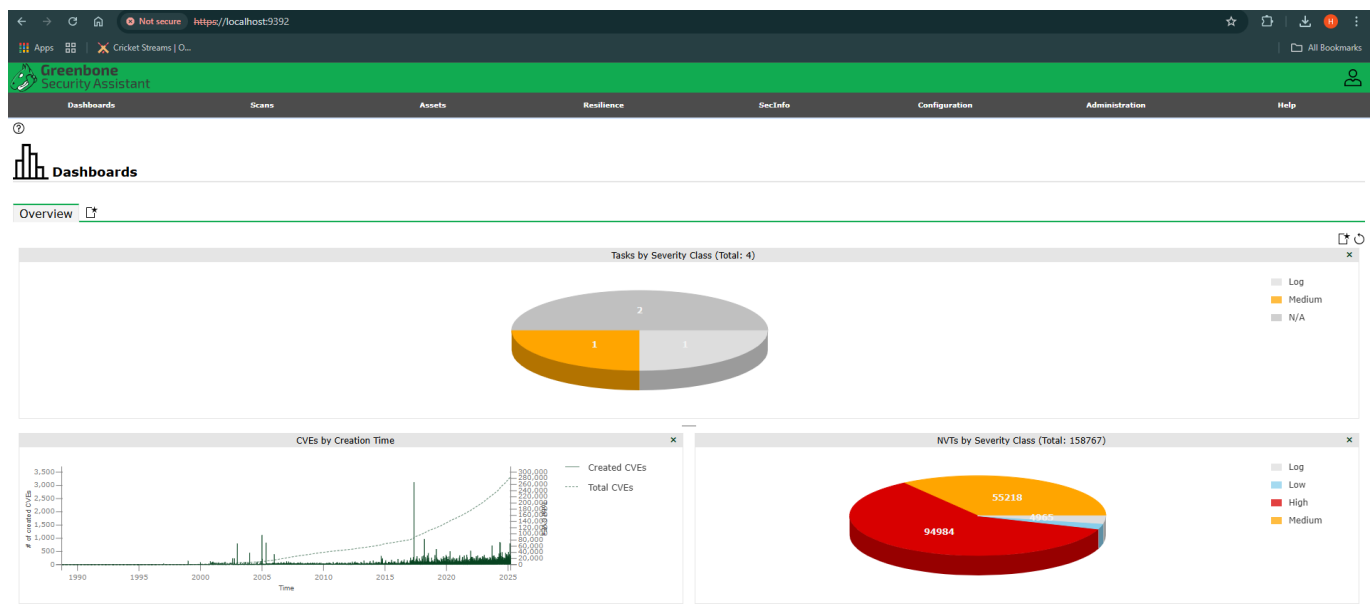 Not secure https://localhost:9392
H
Apps Cricket Streams | O...
All Bookmarks
Greenbone
Security Assistant
Dashboards Scans Assets Resilience SecInfo Configuration Administration Help
?
Dashboards
Overview
Tasks by Severity Class (Total: 4) ×
2
1 1
Log
Medium
N/A
CVEs by Creation Time ×
# of created CVEs
3,500
3,000
2,500
2,000
1,500
1,000
500
0
300,000
280,000
260,000
240,000
220,000
200,000
180,000
160,000
140,000
120,000
100,000
80,000
60,000
40,000
20,000
0
1990 1995 2000 2005 2010 2015 2020 2025
Time
Created CVEs
Total CVEs
NVTs by Severity Class (Total: 158767) ×
55218
4965
94984
Log
Low
High
Medium